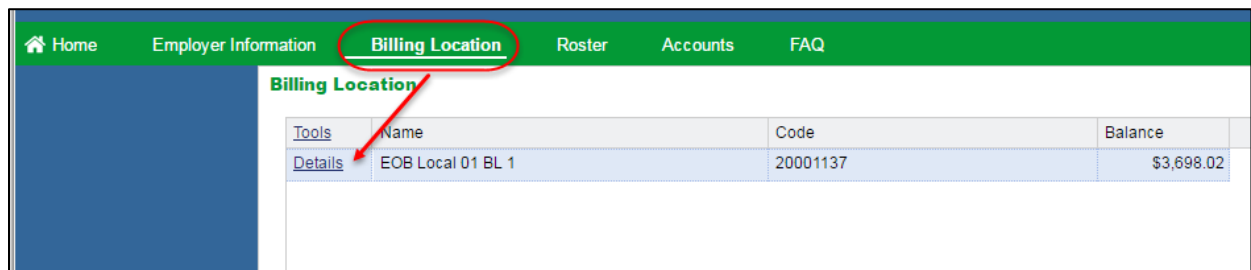 Home Employer Information Billing Location Roster Accounts FAQ
Billing Location
Tools Name Code Balance
Details EOB Local 01 BL 1 20001137 $3,698.02